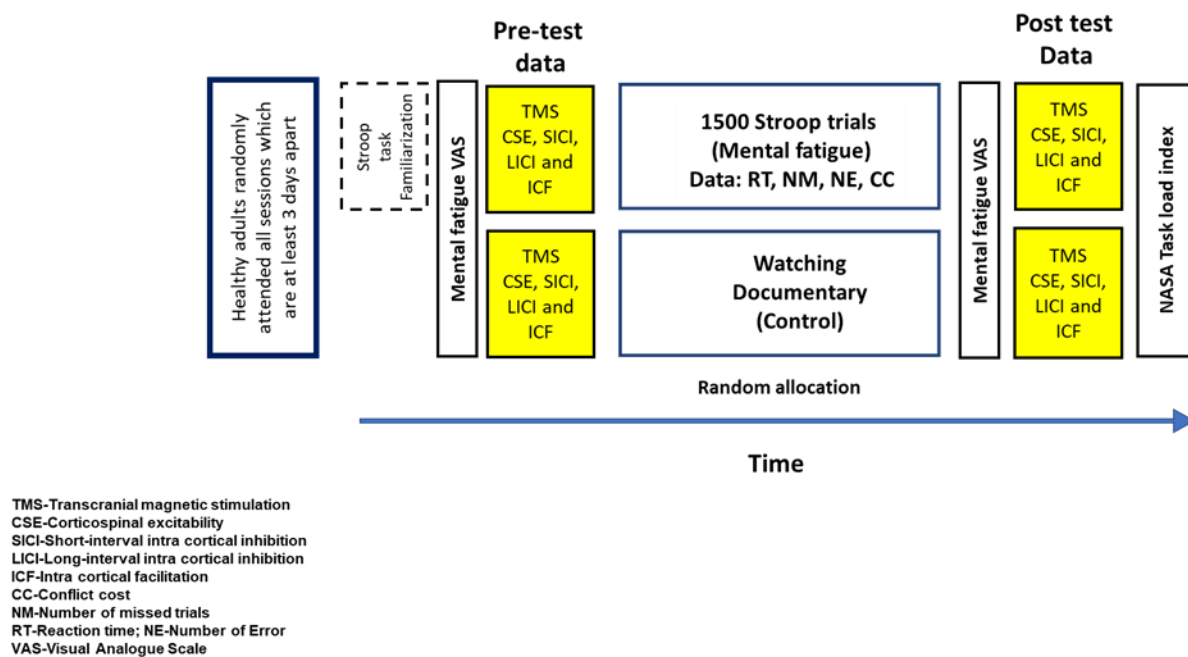 Pre-test
data
Post test
Data
Healthy adults randomly
attended all sessions which
are at least 3 days apart
Stroop
task
Familiarization
Mental fatigue VAS
TMS
CSE, SICI,
LICI and
ICF
TMS
CSE, SICI,
LICI and
ICF
1500 Stroop trials
(Mental fatigue)
Data: RT, NM, NE, CC
Watching
Documentary
(Control)
Mental fatigue VAS
TMS
CSE, SICI,
LICI and
ICF
TMS
CSE, SICI,
LICI and
ICF
NASA Task load index
Random allocation
Time
TMS-Transcranial magnetic stimulation
CSE-Corticospinal excitability
SICI-Short-interval intra cortical inhibition
LICI-Long-interval intra cortical inhibition
ICF-Intra cortical facilitation
CC-Conflict cost
NM-Number of missed trials
RT-Reaction time; NE-Number of Error
VAS-Visual Analogue Scale